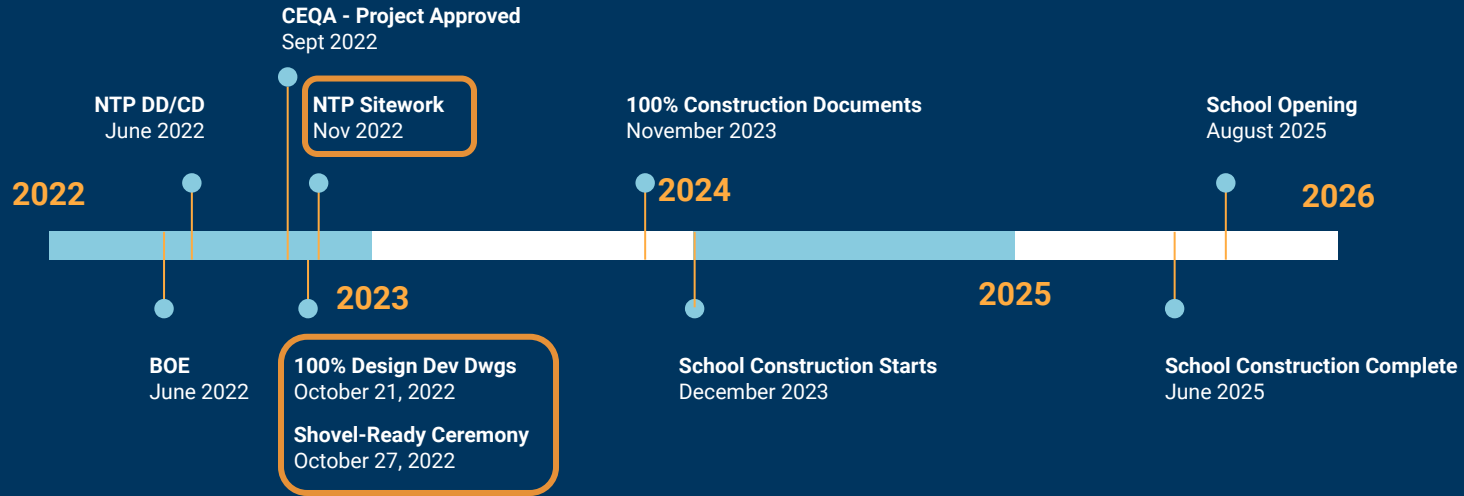 CEQA - Project Approved
Sept 2022
NTP DD/CD
June 2022
NTP Sitework
Nov 2022
100% Construction Documents
November 2023
School Opening
August 2025
2022
2024
2026
2023
2025
BOE
June 2022
100% Design Dev Dwgs
October 21, 2022
Shovel-Ready Ceremony
October 27, 2022
School Construction Starts
December 2023
School Construction Complete
June 2025